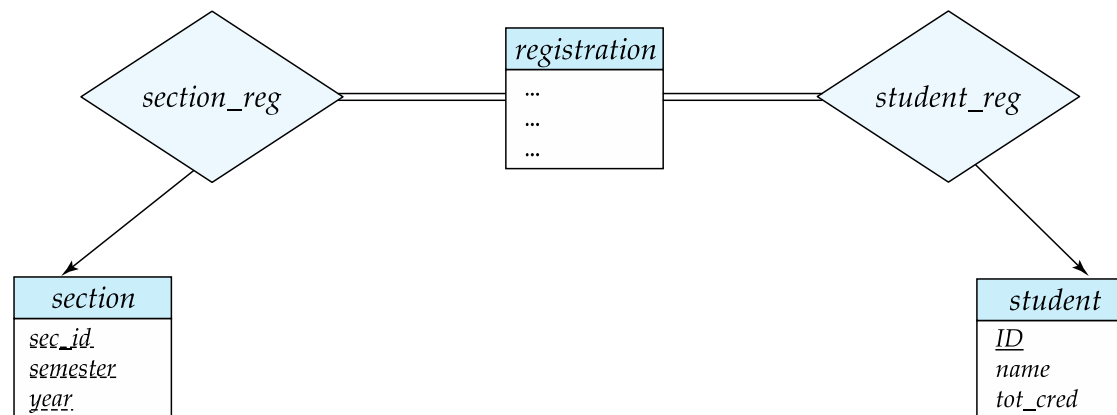 registration
section_reg
student_reg
...
...
...
section
student
sec_id
semester
year
ID
name
tot_cred